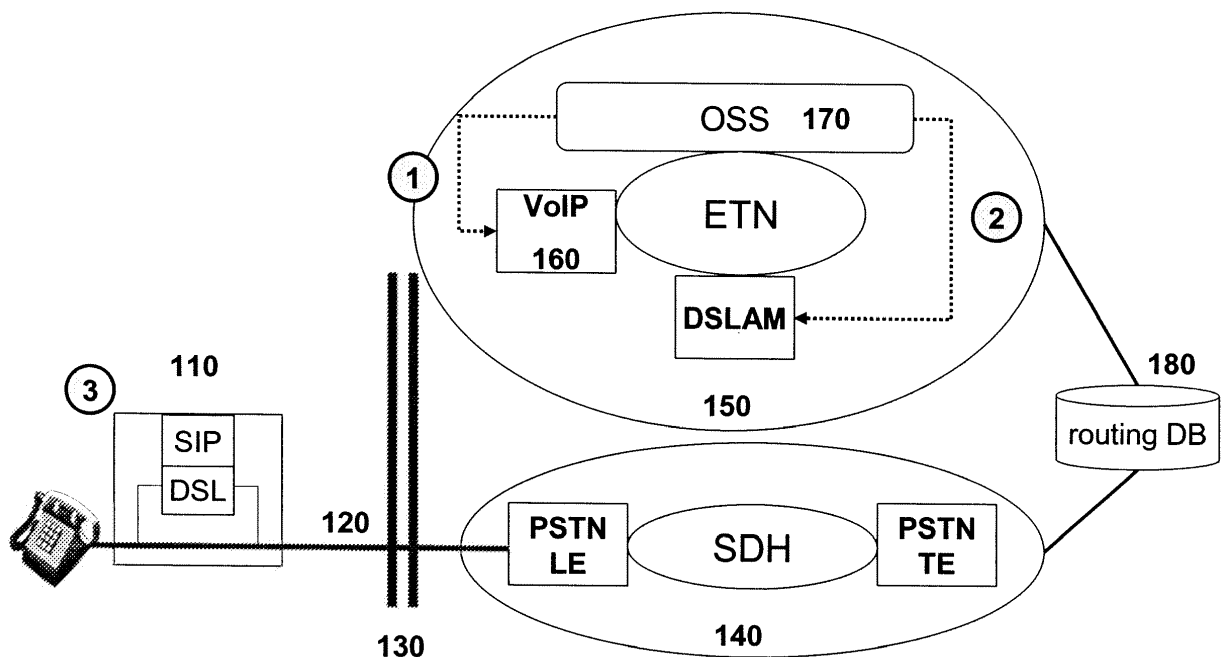 OSS 170
1
VoIP
160
ETN
2
DSLAM
150
180
routing DB
3
110
SIP
DSL
120
130
PSTN
LE
SDH
PSTN
TE
140